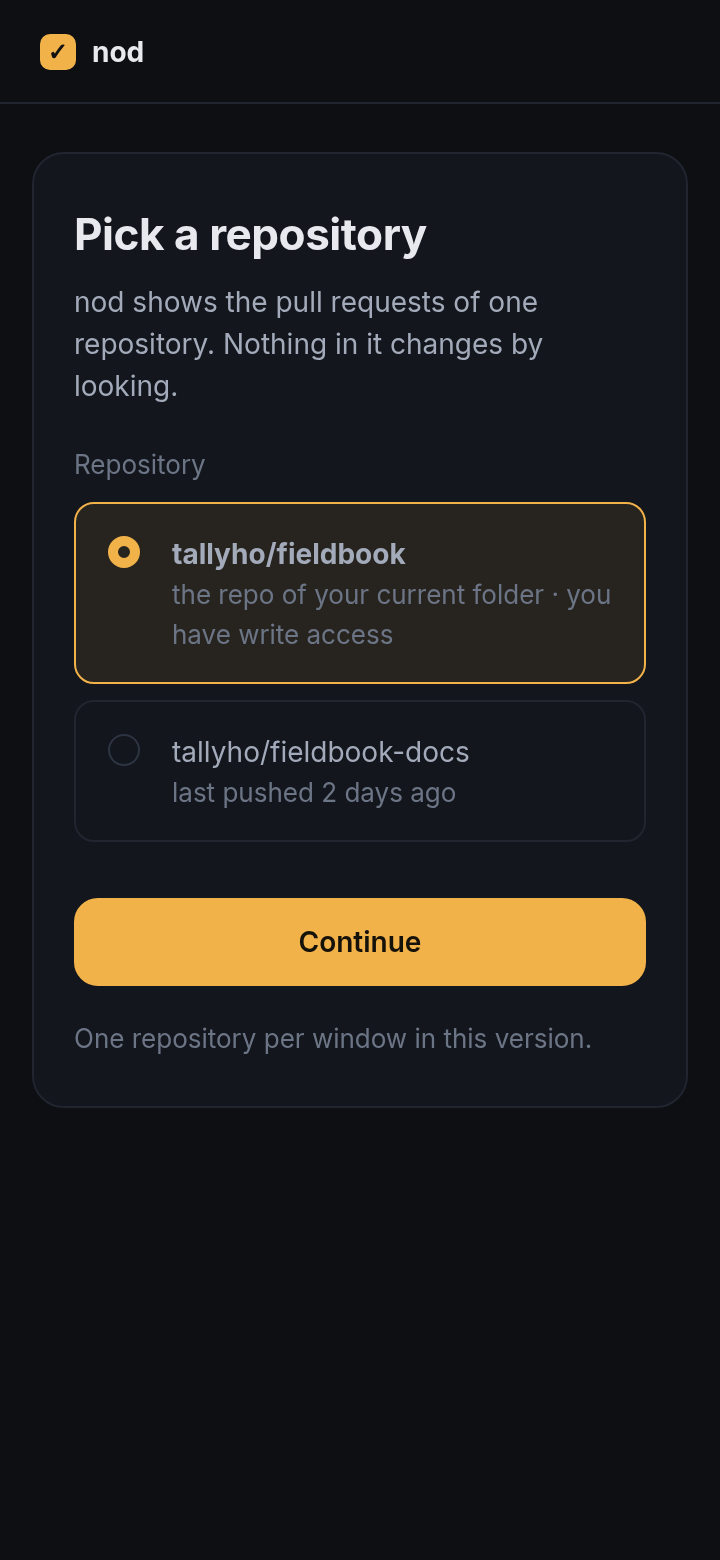 ✓ nod
Pick a repository
nod shows the pull requests of one
repository. Nothing in it changes by
looking.
Repository
tallyho/fieldbook
the repo of your current folder · you
have write access
tallyho/fieldbook-docs
last pushed 2 days ago
Continue
One repository per window in this version.